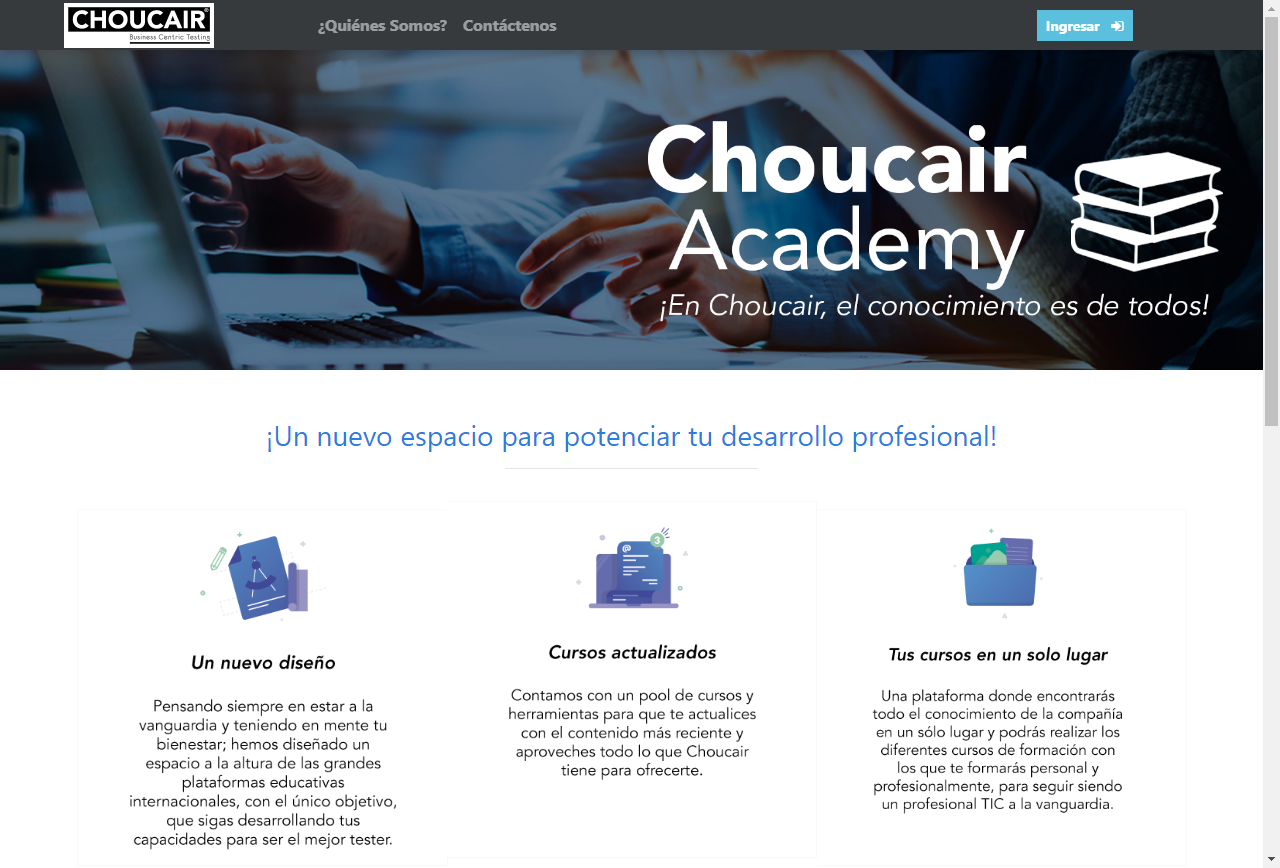 CHOUCAIR®
Business Centric Testing
¿Quiénes Somos?
Contáctenos
Ingresar
Choucair
Academy
¡En Choucair, el conocimiento es de todos!
¡Un nuevo espacio para potenciar tu desarrollo profesional!
Un nuevo diseño
Pensando siempre en estar a la
vanguardia y teniendo en mente tu
bienestar; hemos diseñado un
espacio a la altura de las grandes
plataformas educativas
internacionales, con el único objetivo,
que sigas desarrollando tus
capacidades para ser el mejor tester.
@
3
Cursos actualizados
Contamos con un pool de cursos y
herramientas para que te actualices
con el contenido más reciente y
aproveches todo lo que Choucair
tiene para ofrecerte.
Tus cursos en un solo lugar
Una plataforma donde encontrarás
todo el conocimiento de la compañía
en un sólo lugar y podrás realizar los
diferentes cursos de formación con
los que te formarás personal y
profesionalmente, para seguir siendo
un profesional TIC a la vanguardia.